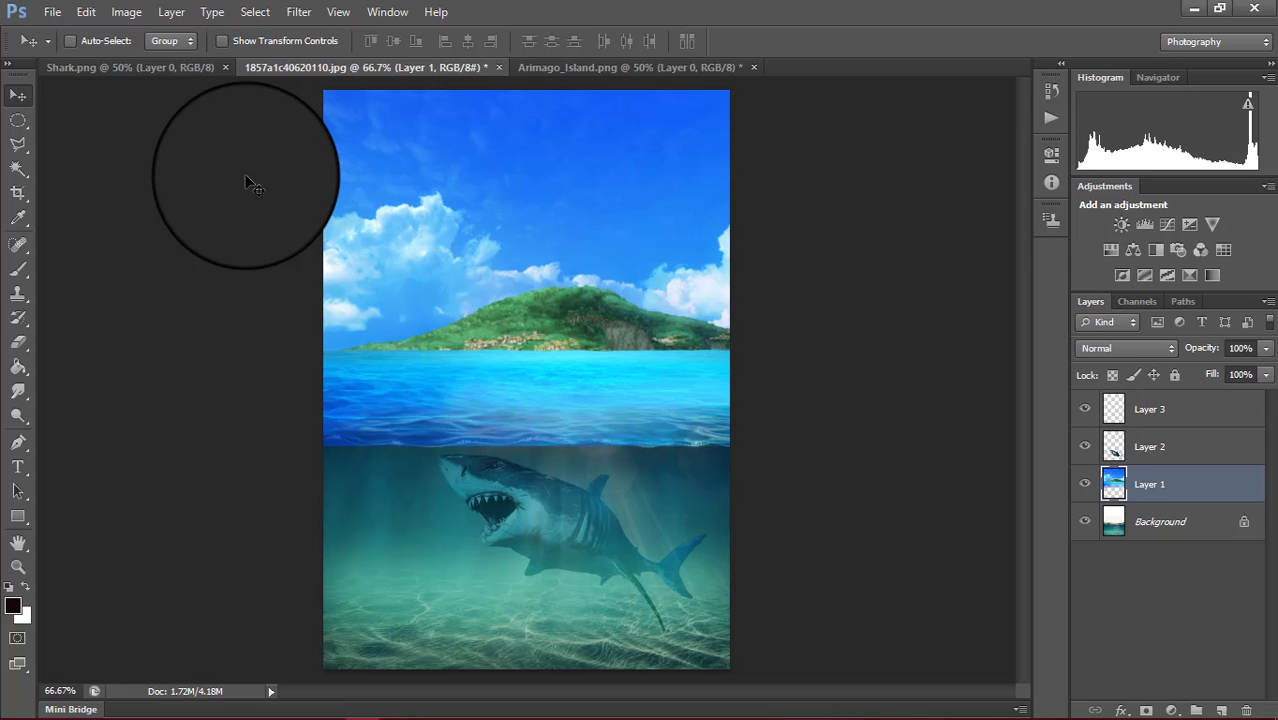 Ps File Edit Image Layer Type Select Filter View Window Help
Auto-Select: Group Show Transform Controls Photography
Shark.png @ 50% (Layer 0, RGB/8) × 1857a1c40620110.jpg @ 66.7% (Layer 1, RGB/8#) * × Arimago_Island.png @ 50% (Layer 0, RGB/8) * ×
Histogram Navigator
Adjustments
Add an adjustment
Layers Channels Paths
Kind
Normal Opacity: 100%
Lock: Fill: 100%
Layer 3
Layer 2
Layer 1
Background
66.67% Doc: 1.72M/4.18M
Mini Bridge